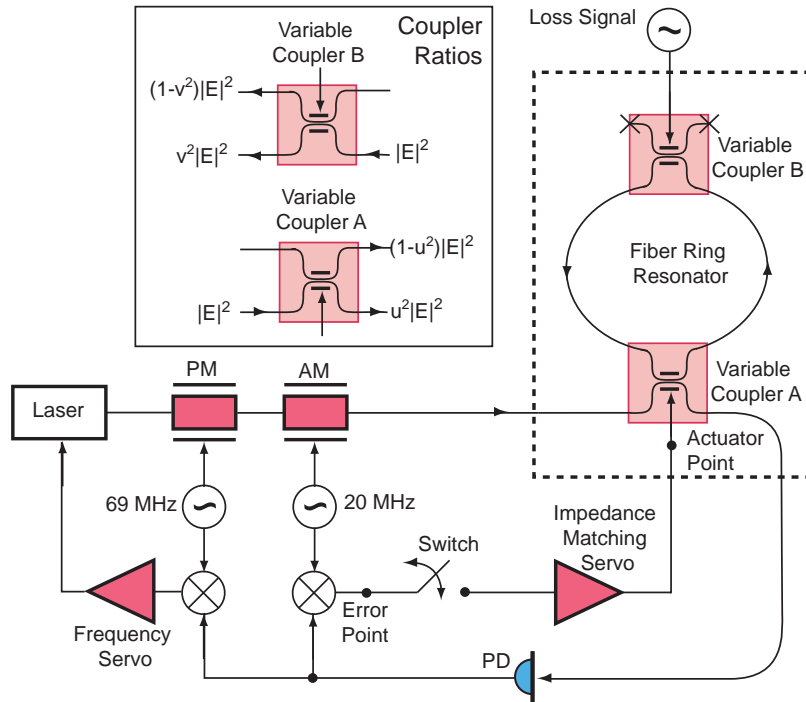 Loss Signal
Coupler
Ratios
Variable
Coupler B
(1-v²)|E|²
v²|E|²
|E|²
Variable
Coupler A
(1-u²)|E|²
|E|²
u²|E|²
Variable
Coupler B
Fiber Ring
Resonator
Variable
Coupler A
Actuator
Point
PM
AM
Laser
69 MHz
20 MHz
Switch
Impedance
Matching
Servo
Error
Point
Frequency
Servo
PD